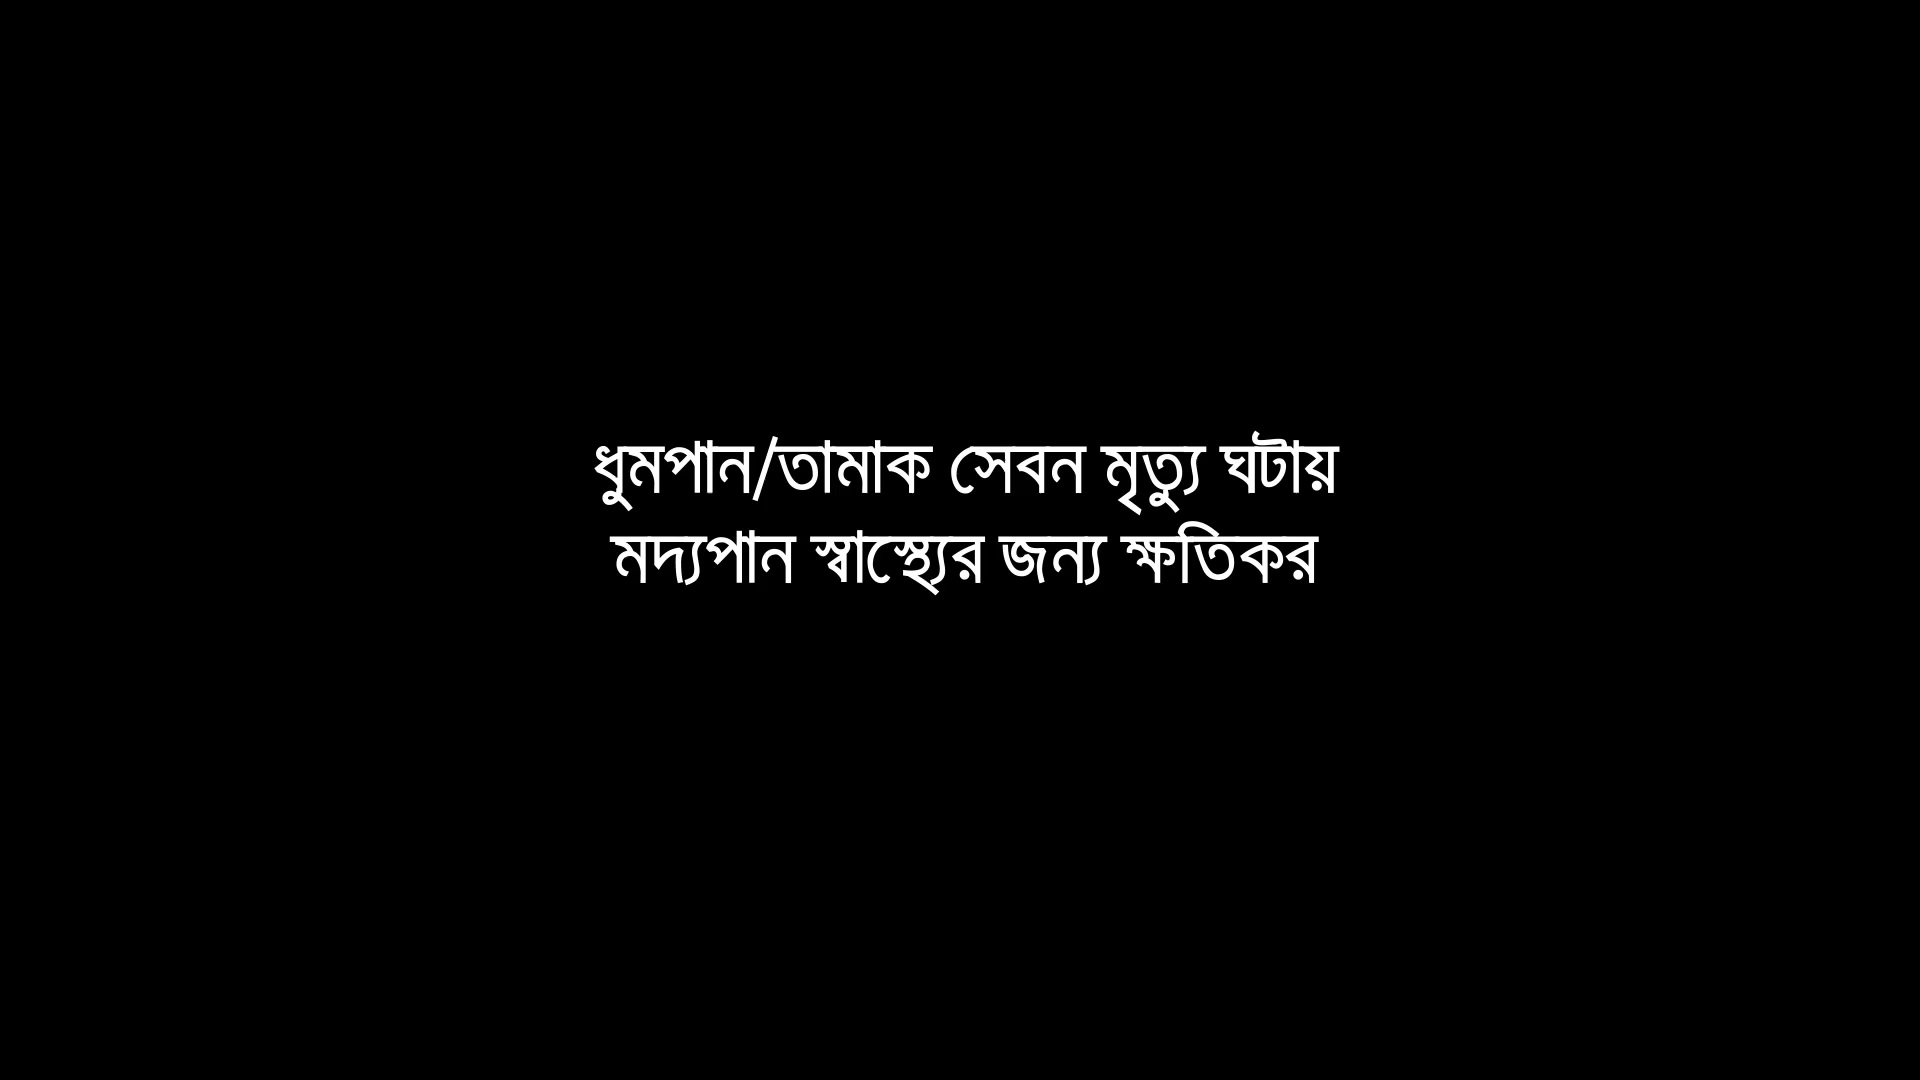 ধুমপান/তামাক সেবন মৃত্যু ঘটায়
মদ্যপান স্বাস্থ্যের জন্য ক্ষতিকর